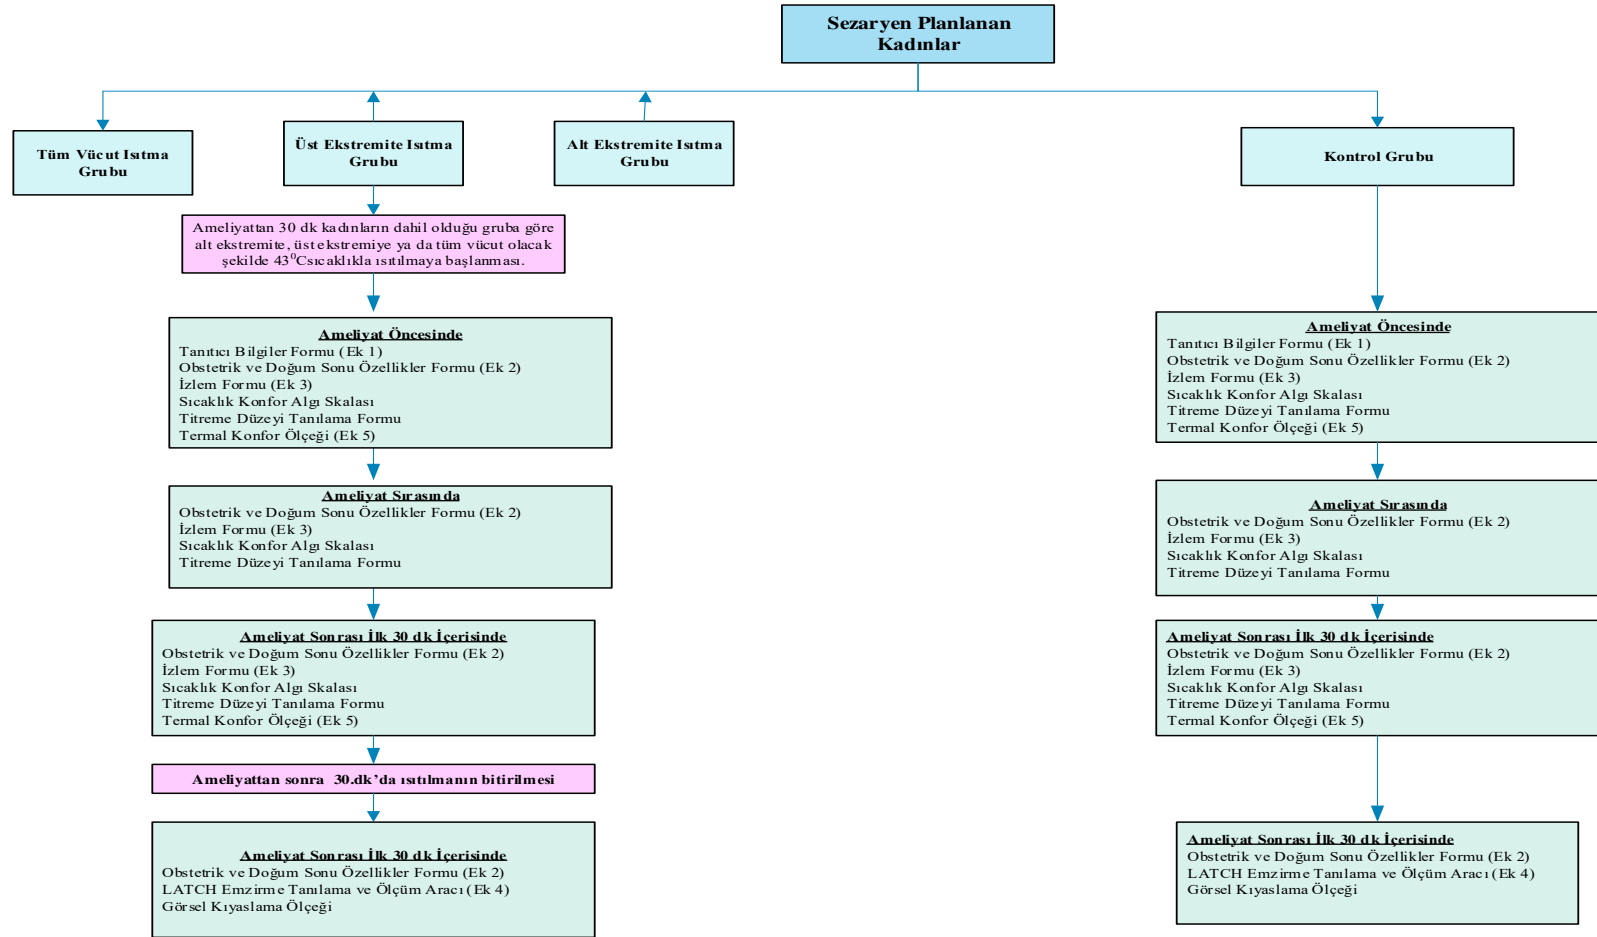 Sezaryen Planlanan
Kadınlar
Tüm Vücut Isıtma
Grubu
Üst Ekstremite Isıtma
Grubu
Alt Ekstremite Isıtma
Grubu
Kontrol Grubu
Ameliyattan 30 dk kadınların dahil olduğu gruba göre
alt ekstremite, üst ekstremiye ya da tüm vücut olacak
şekilde 43⁰Csıcaklıkla ısıtılmaya başlanması.
Ameliyat Öncesinde
Tanıtıcı Bilgiler Formu (Ek 1)
Obstetrik ve Doğum Sonu Özellikler Formu (Ek 2)
İzlem Formu (Ek 3)
Sıcaklık Konfor Algı Skalası
Titreme Düzeyi Tanılama Formu
Termal Konfor Ölçeği (Ek 5)
Ameliyat Sırasında
Obstetrik ve Doğum Sonu Özellikler Formu (Ek 2)
İzlem Formu (Ek 3)
Sıcaklık Konfor Algı Skalası
Titreme Düzeyi Tanılama Formu
Ameliyat Sonrası İlk 30 dk İçerisinde
Obstetrik ve Doğum Sonu Özellikler Formu (Ek 2)
İzlem Formu (Ek 3)
Sıcaklık Konfor Algı Skalası
Titreme Düzeyi Tanılama Formu
Termal Konfor Ölçeği (Ek 5)
Ameliyattan sonra 30.dk’da ısıtılmanın bitirilmesi
Ameliyat Sonrası İlk 30 dk İçerisinde
Obstetrik ve Doğum Sonu Özellikler Formu (Ek 2)
LATCH Emzirme Tanılama ve Ölçüm Aracı (Ek 4)
Görsel Kıyaslama Ölçeği
Ameliyat Öncesinde
Tanıtıcı Bilgiler Formu (Ek 1)
Obstetrik ve Doğum Sonu Özellikler Formu (Ek 2)
İzlem Formu (Ek 3)
Sıcaklık Konfor Algı Skalası
Titreme Düzeyi Tanılama Formu
Termal Konfor Ölçeği (Ek 5)
Ameliyat Sırasında
Obstetrik ve Doğum Sonu Özellikler Formu (Ek 2)
İzlem Formu (Ek 3)
Sıcaklık Konfor Algı Skalası
Titreme Düzeyi Tanılama Formu
Ameliyat Sonrası İlk 30 dk İçerisinde
Obstetrik ve Doğum Sonu Özellikler Formu (Ek 2)
İzlem Formu (Ek 3)
Sıcaklık Konfor Algı Skalası
Titreme Düzeyi Tanılama Formu
Termal Konfor Ölçeği (Ek 5)
Ameliyat Sonrası İlk 30 dk İçerisinde
Obstetrik ve Doğum Sonu Özellikler Formu (Ek 2)
LATCH Emzirme Tanılama ve Ölçüm Aracı (Ek 4)
Görsel Kıyaslama Ölçeği